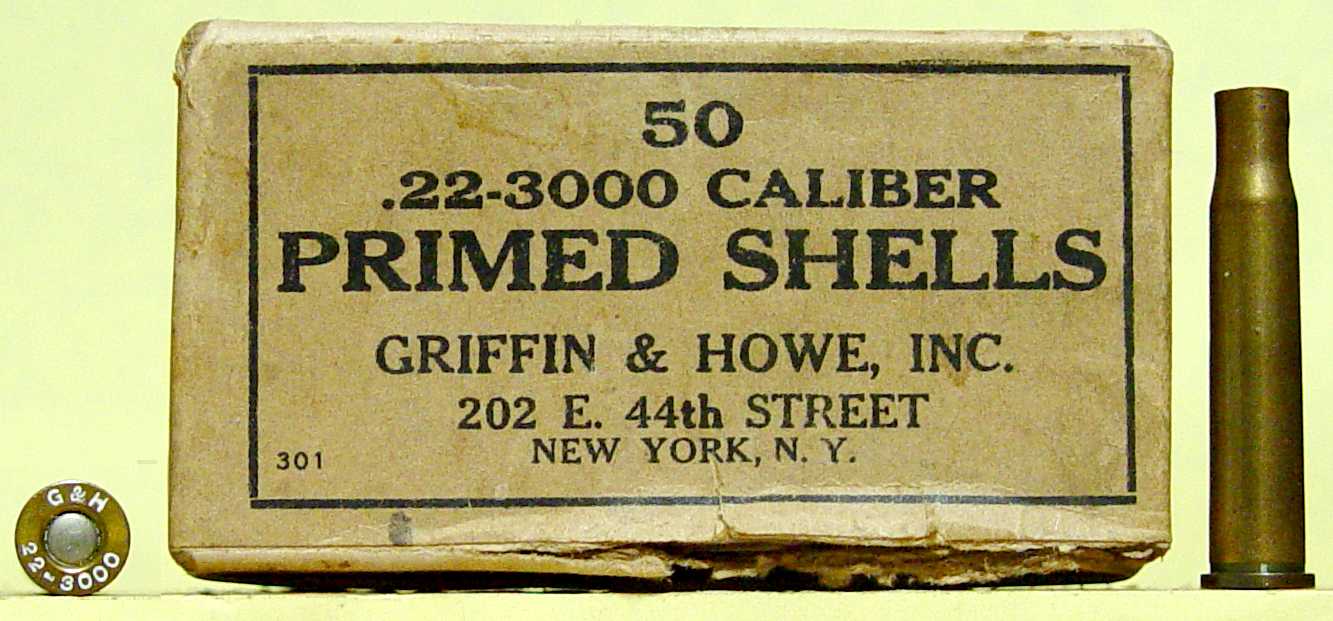 50
.22-3000 CALIBER
PRIMED SHELLS
GRIFFIN & HOWE, INC.
202 E. 44th STREET
NEW YORK, N. Y.
301
G & H
22-3000